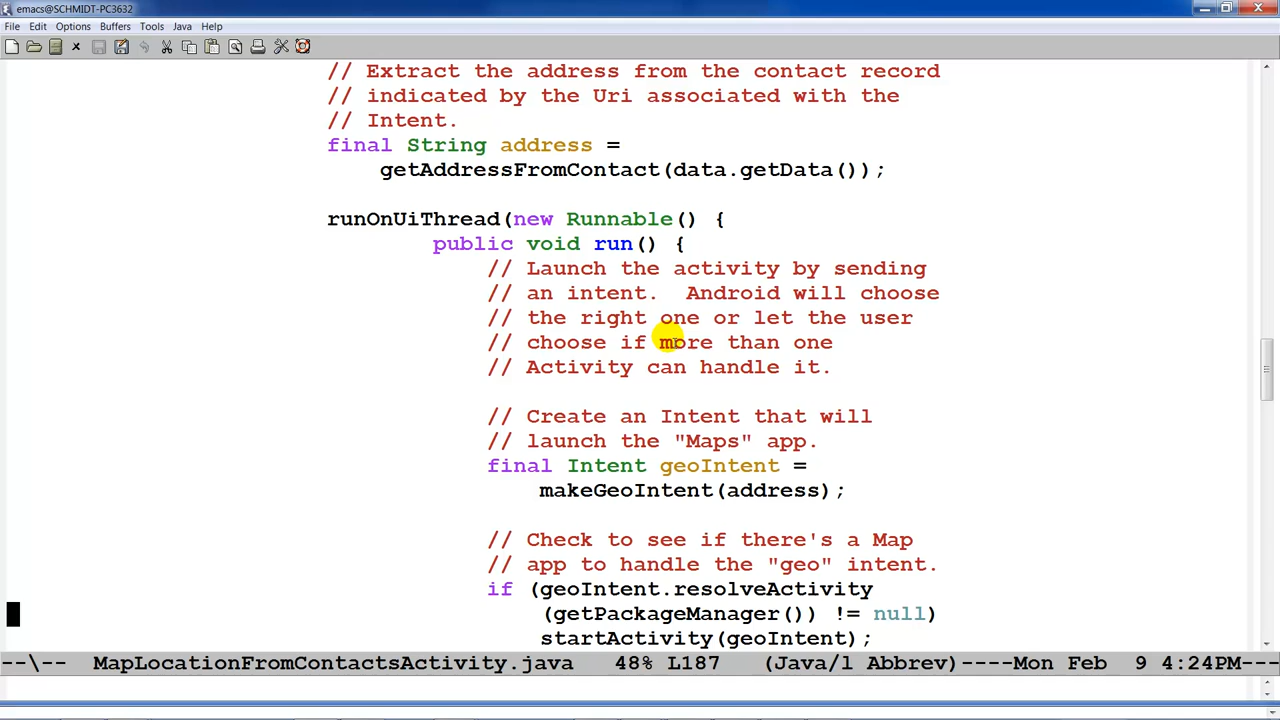 emacs@SCHMIDT-PC3632
File Edit Options Buffers Tools Java Help
// Extract the address from the contact record
// indicated by the Uri associated with the
// Intent.
final String address =
getAddressFromContact(data.getData());
runOnUiThread(new Runnable() {
public void run() {
// Launch the activity by sending
// an intent.  Android will choose
// the right one or let the user
// choose if more than one
// Activity can handle it.
// Create an Intent that will
// launch the "Maps" app.
final Intent geoIntent =
makeGeoIntent(address);
// Check to see if there's a Map
// app to handle the "geo" intent.
if (geoIntent.resolveActivity
(getPackageManager()) != null)
startActivity(geoIntent);
--\-- MapLocationFromContactsActivity.java 48% L187 (Java/l Abbrev)----Mon Feb 9 4:24PM---